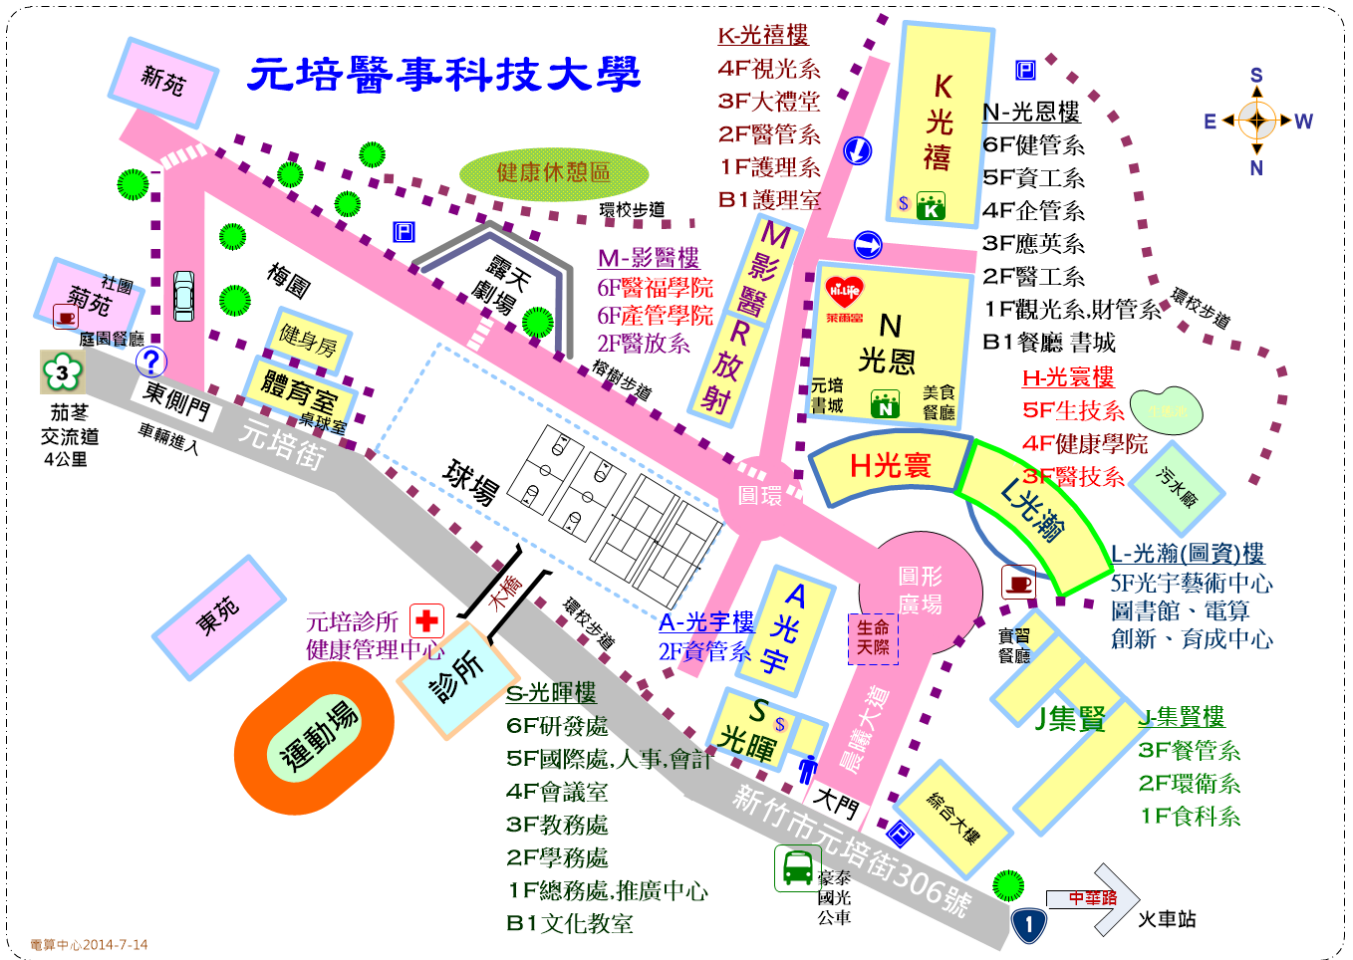 元培醫事科技大學
新苑
健康休憩區
環校步道
K-光禧樓
4F視光系
3F大禮堂
2F醫管系
1F護理系
B1護理室
K
光
禧
$
K
P
S
E
W
N
N-光恩樓
6F健管系
5F資工系
4F企管系
3F應英系
2F醫工系
1F觀光系,財管系
B1餐廳 書城
環校步道
P
露天
劇場
梅園
社團
菊苑
庭園餐廳
健身房
體育室
桌球室
?
東側門
車輛進入
3
茄苳
交流道
4公里
元培街
M-影醫樓
6F醫福學院
6F產管學院
2F醫放系
M
影
醫
R
放
射
Hi-Life
萊爾富
N
光恩
元培
書城
N
美食
餐廳
H-光寰樓
5F生技系
4F健康學院
3F醫技系
污水廠
榕樹步道
球場
圓環
H光寰
L光瀚
L-光瀚(圖資)樓
5F光宇藝術中心
圖書館、電算
創新、育成中心
圓形
廣場
生命
天際
實習
餐廳
木橋
環校步道
東苑
元培診所
健康管理中心
診所
運動場
A-光宇樓
2F資管系
A
光
宇
S-光暉樓
6F研發處
5F國際處,人事,會計
4F會議室
3F教務處
2F學務處
1F總務處,推廣中心
B1文化教室
S
$
光暉
晨曦大道
大門
J集賢
J-集賢樓
3F餐管系
2F環衛系
1F食科系
綜合大樓
P
新竹市元培街306號
豪泰
國光
公車
1
中華路
火車站
電算中心2014-7-14